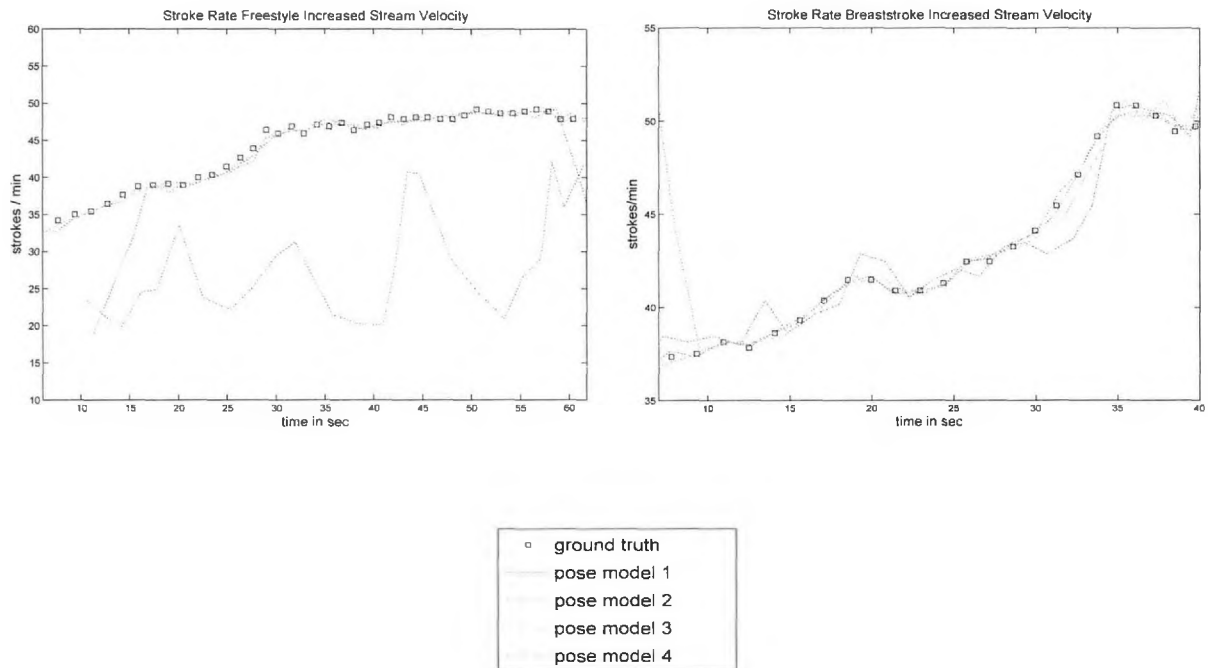 Stroke Rate Freestyle Increased Stream Velocity
60
55
50
45
40
35
30
25
20
15
10
strokes / min
10 15 20 25 30 35 40 45 50 55 60
time in sec
Stroke Rate Breaststroke Increased Stream Velocity
55
50
45
40
35
strokes/min
10 15 20 25 30 35 40
time in sec
ground truth
pose model 1
pose model 2
pose model 3
pose model 4